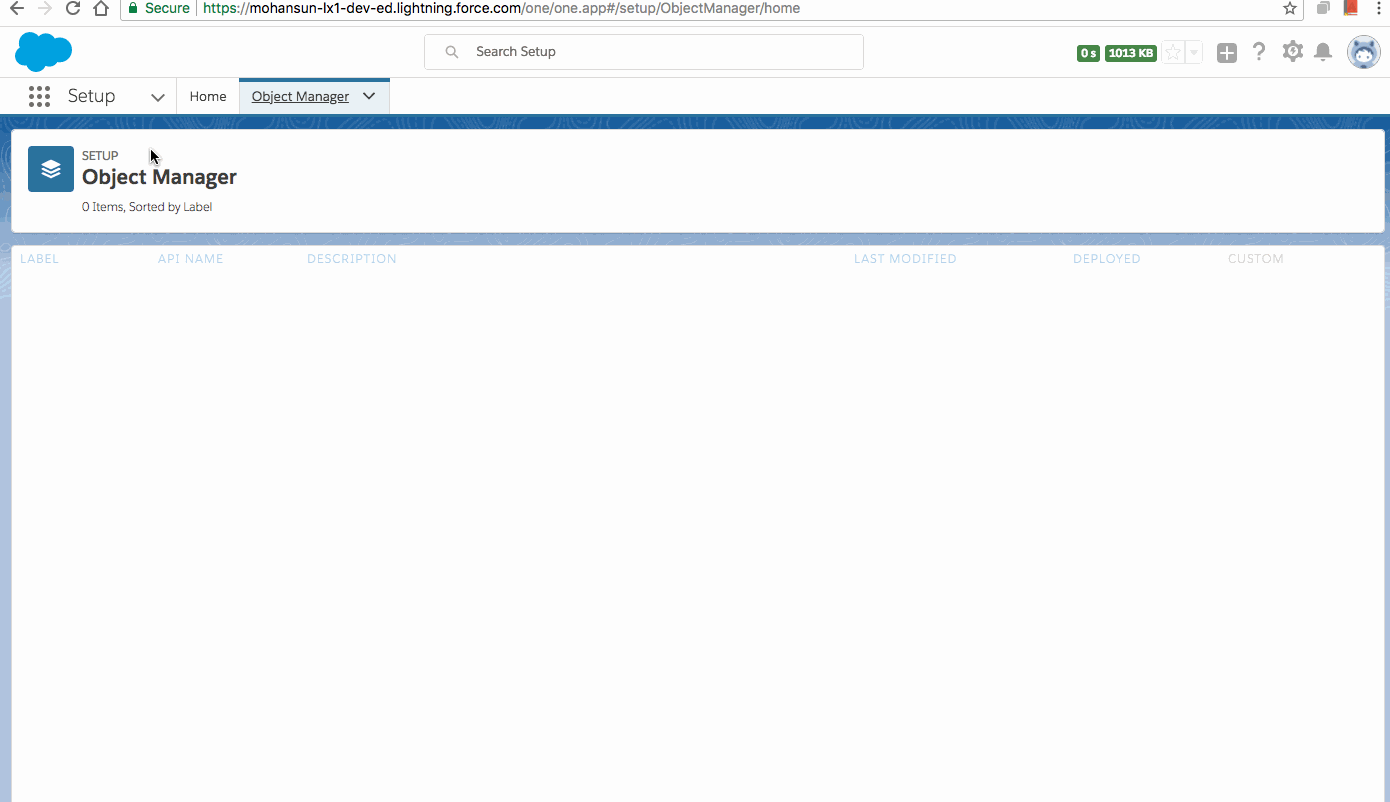 Secure https://mohansun-lx1-dev-ed.lightning.force.com/one/one.app#/setup/ObjectManager/home
Search Setup 0 s 1013 KB
Setup Home Object Manager
SETUP
Object Manager
0 Items, Sorted by Label
LABEL API NAME DESCRIPTION LAST MODIFIED DEPLOYED CUSTOM